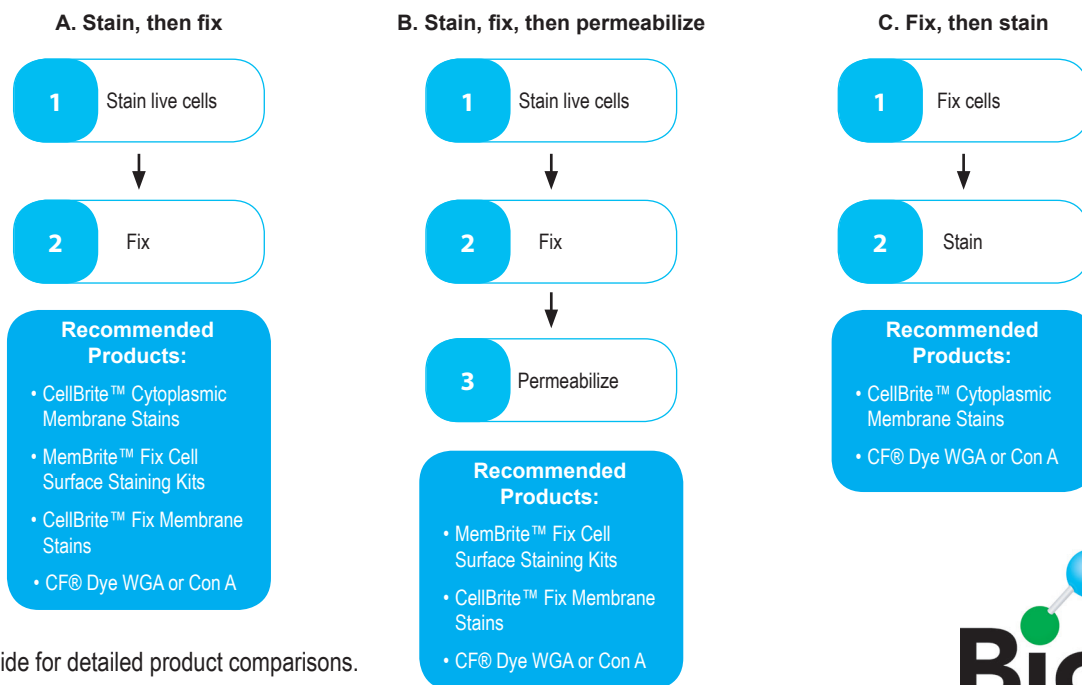 A. Stain, then fix
1 Stain live cells
2 Fix
Recommended
Products:
• CellBrite™ Cytoplasmic
Membrane Stains
• MemBrite™ Fix Cell
Surface Staining Kits
• CellBrite™ Fix Membrane
Stains
• CF® Dye WGA or Con A
B. Stain, fix, then permeabilize
1 Stain live cells
2 Fix
3 Permeabilize
Recommended
Products:
• MemBrite™ Fix Cell
Surface Staining Kits
• CellBrite™ Fix Membrane
Stains
• CF® Dye WGA or Con A
C. Fix, then stain
1 Fix cells
2 Stain
Recommended
Products:
• CellBrite™ Cytoplasmic
Membrane Stains
• CF® Dye WGA or Con A
ide for detailed product comparisons.